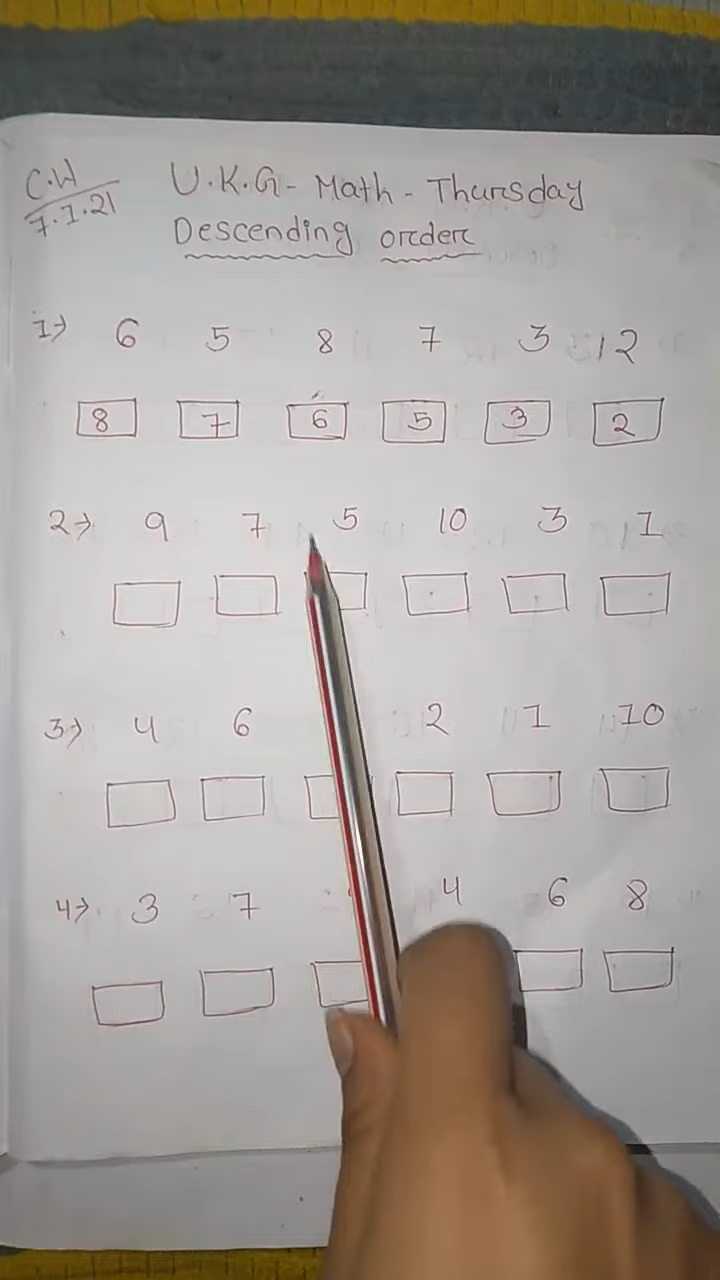 C.W U.K.G - Math - Thursday
7.1.21 Descending order
1→ 6 5 8 7 3 2
8 7 6 5 3 2
2→ 9 7 5 10 3 1
3→ 4 6 2 1 10
4→ 3 7 4 6 8